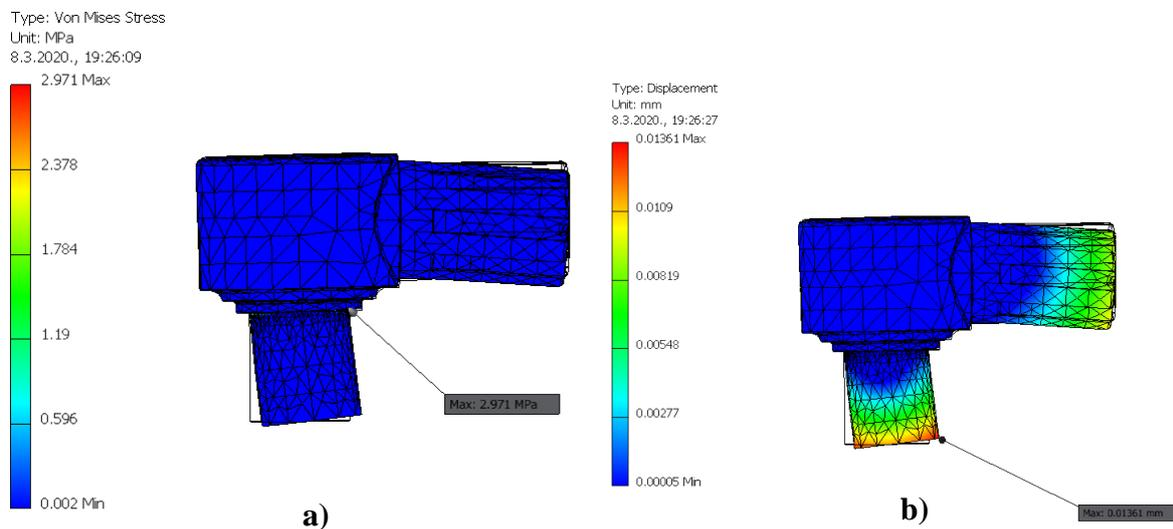 Type: Von Mises Stress
Unit: MPa
8.3.2020., 19:26:09
2.971 Max
2.378
1.784
1.19
0.596
0.002 Min
Max: 2.971 MPa
a)
Type: Displacement
Unit: mm
8.3.2020., 19:26:27
0.01361 Max
0.0109
0.00819
0.00548
0.00277
0.00005 Min
Max: 0.01361 mm
b)